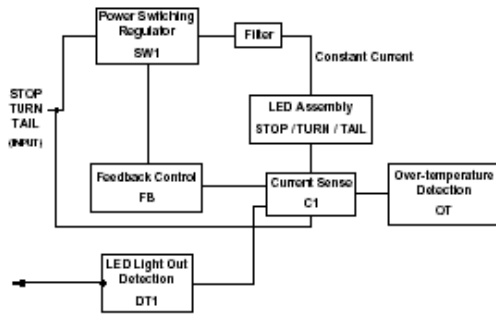 Power Switching
Regulator
SW1
Filter
Constant Current
STOP
TURN
TAIL
(INPUT)
LED Assembly
STOP / TURN / TAIL
Feedback Control
FB
Current Sense
C1
Over-temperature
Detection
OT
LED Light Out
Detection
DT1